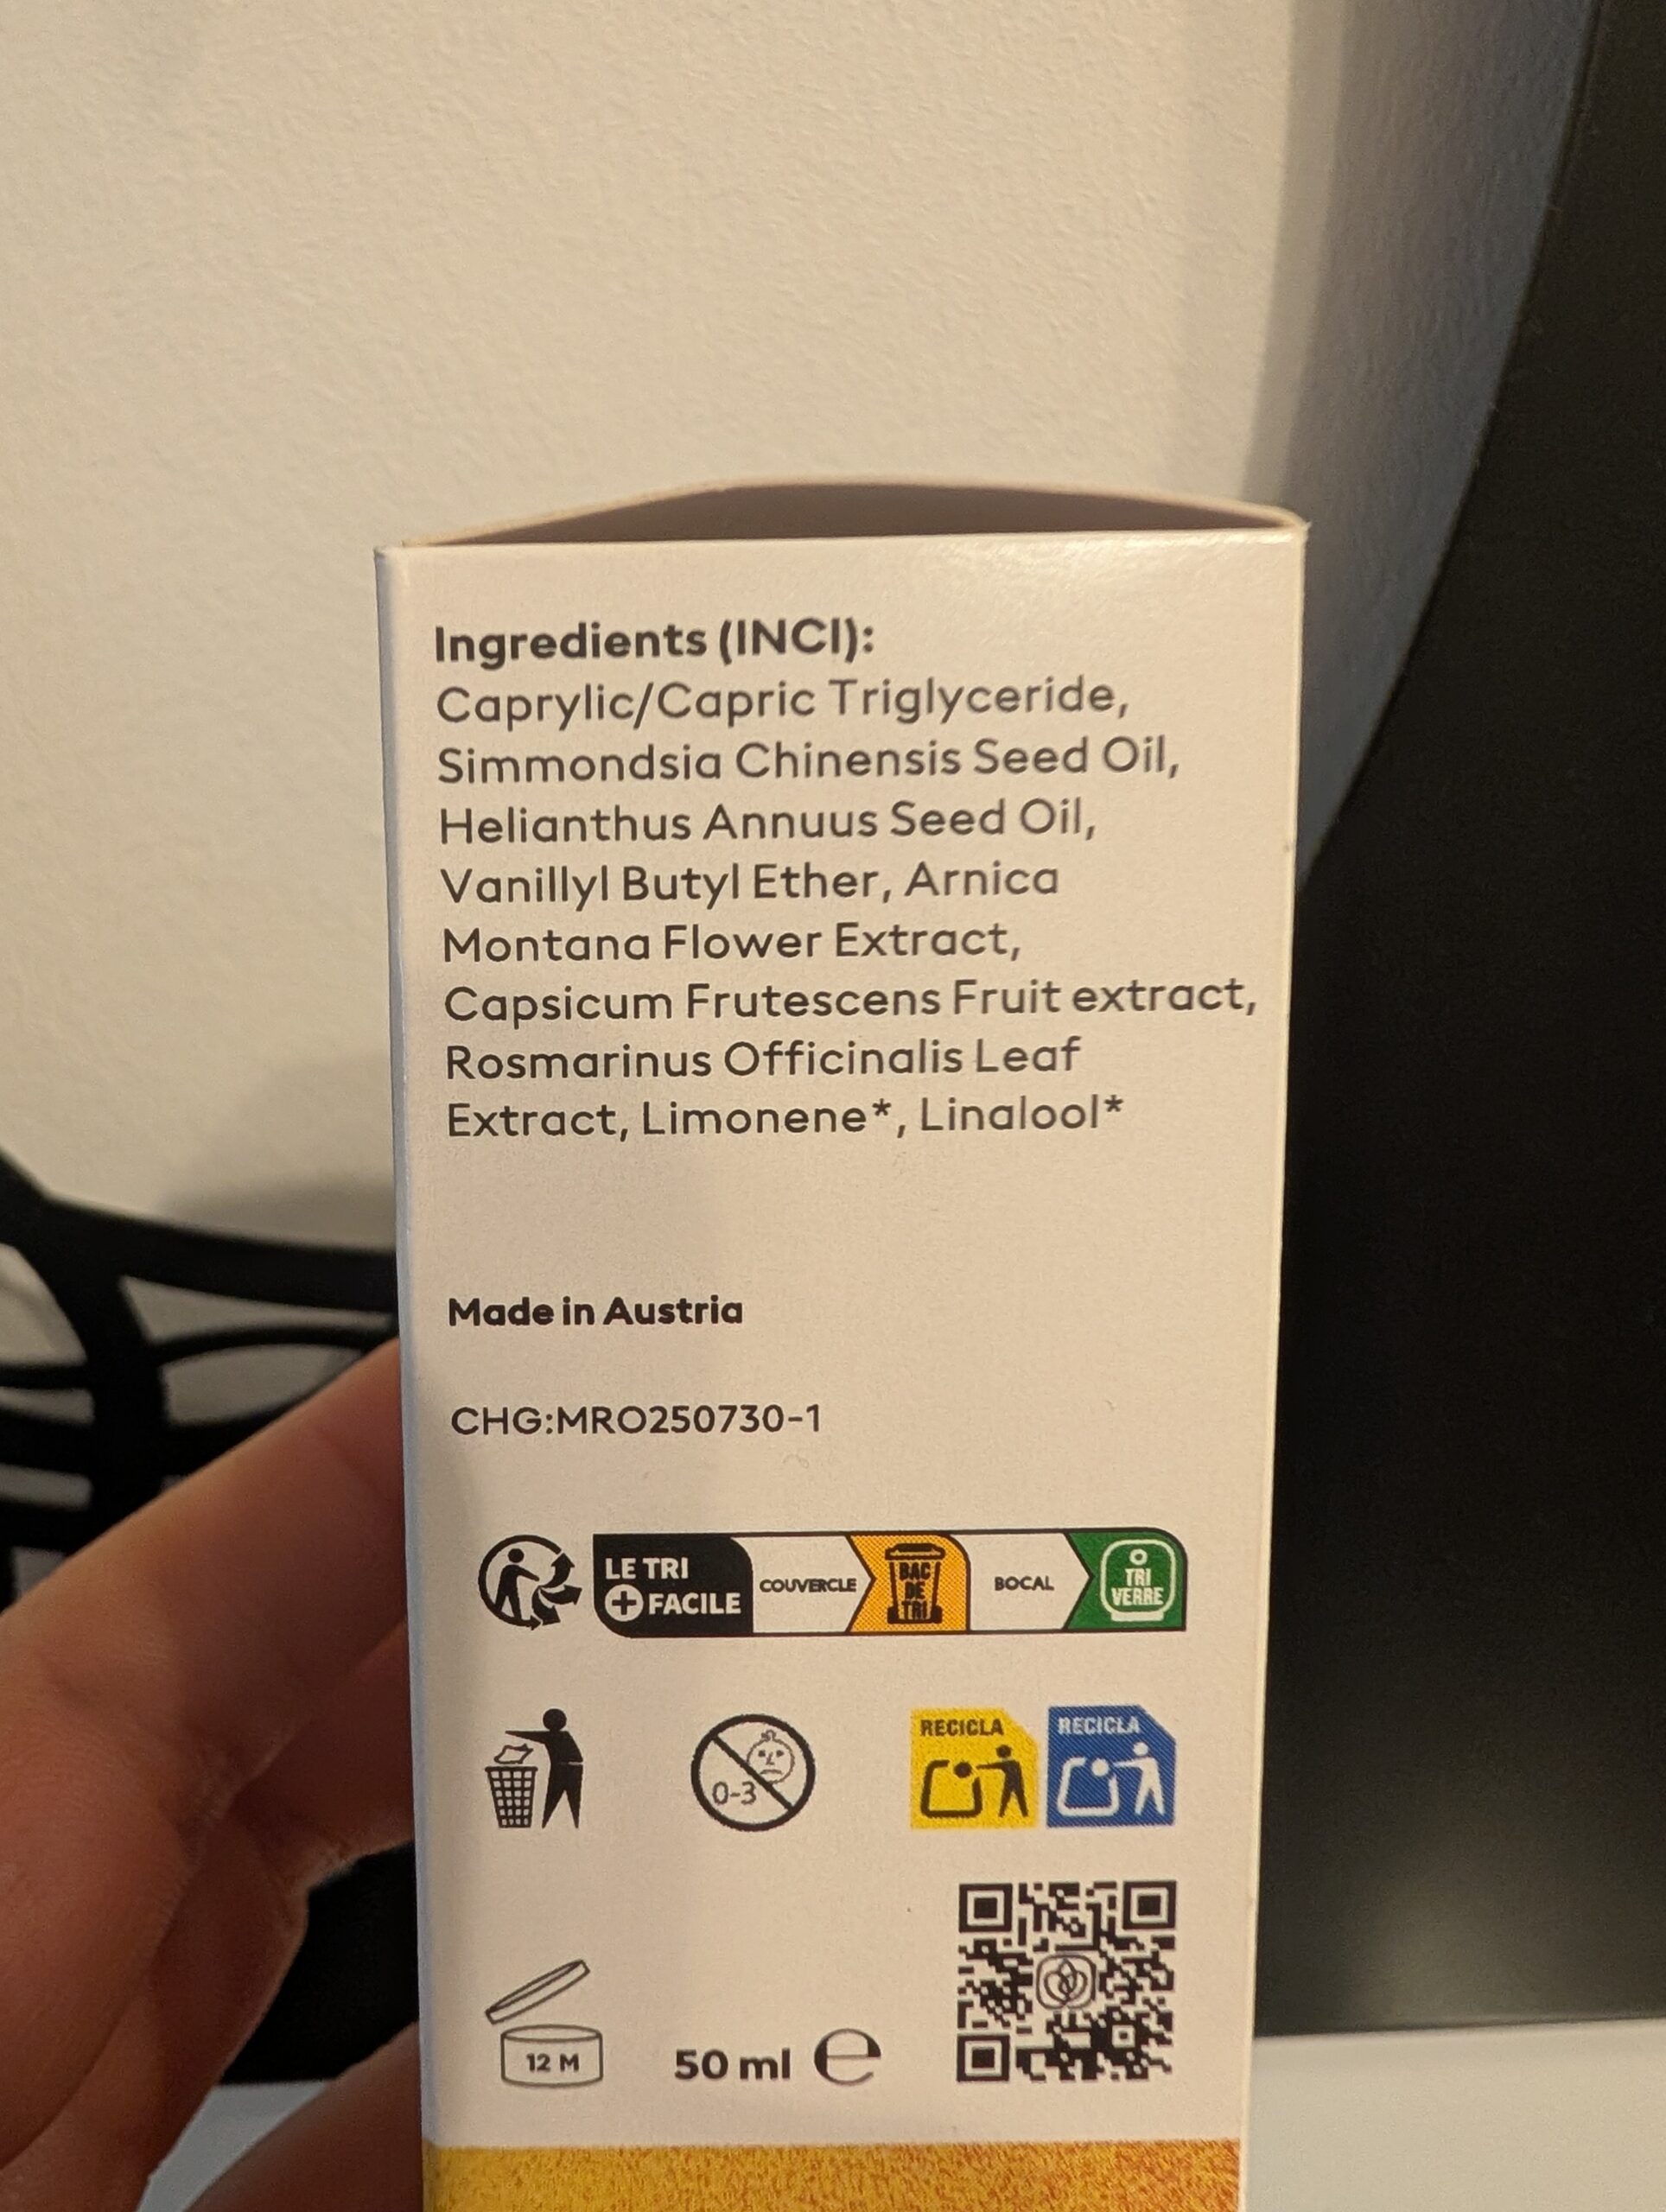 Ingredients (INCI):
Caprylic/Capric Triglyceride,
Simmondsia Chinensis Seed Oil,
Helianthus Annuus Seed Oil,
Vanillyl Butyl Ether, Arnica
Montana Flower Extract,
Capsicum Frutescens Fruit extract,
Rosmarinus Officinalis Leaf
Extract, Limonene*, Linalool*
Made in Austria
CHG:MRO250730-1
LE TRI
+ FACILE
COUVERCLE
BAC
DE
TRI
BOCAL
TRI
VERRE
0-3
RECICLA
RECICLA
12 M
50 ml ℮